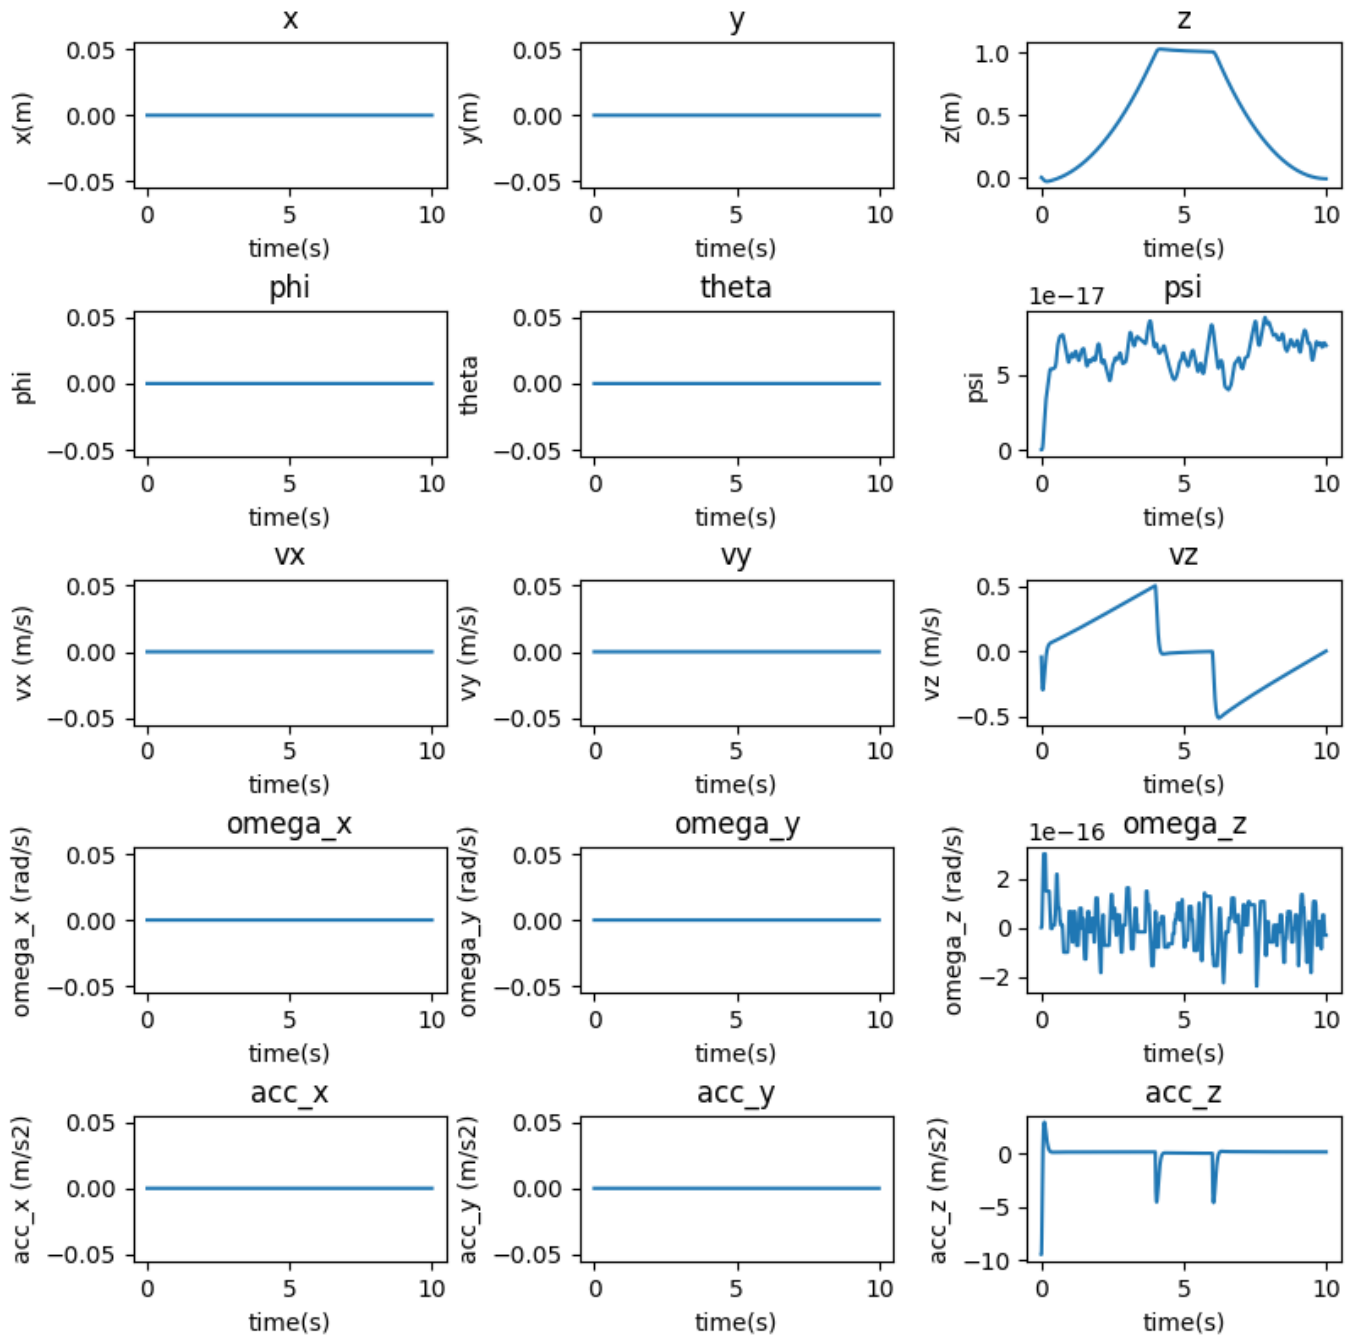 x
0.05
0.00
−0.05
x(m)
0 5 10
time(s)
y
0.05
0.00
−0.05
y(m)
0 5 10
time(s)
z
1.0
0.5
0.0
z(m)
0 5 10
time(s)
phi
0.05
0.00
−0.05
phi
0 5 10
time(s)
theta
0.05
0.00
−0.05
theta
0 5 10
time(s)
1e−17
psi
5
0
psi
0 5 10
time(s)
vx
0.05
0.00
−0.05
vx (m/s)
0 5 10
time(s)
vy
0.05
0.00
−0.05
vy (m/s)
0 5 10
time(s)
vz
0.5
0.0
−0.5
vz (m/s)
0 5 10
time(s)
omega_x
0.05
0.00
−0.05
omega_x (rad/s)
0 5 10
time(s)
omega_y
0.05
0.00
−0.05
omega_y (rad/s)
0 5 10
time(s)
1e−16
omega_z
2
0
−2
omega_z (rad/s)
0 5 10
time(s)
acc_x
0.05
0.00
−0.05
acc_x (m/s2)
0 5 10
time(s)
acc_y
0.05
0.00
−0.05
acc_y (m/s2)
0 5 10
time(s)
acc_z
0
−5
−10
acc_z (m/s2)
0 5 10
time(s)